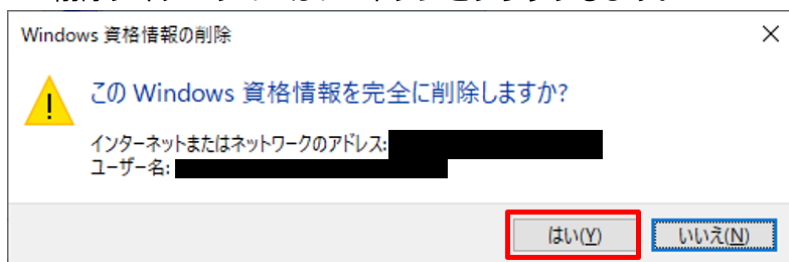 Windows 資格情報の削除
この Windows 資格情報を完全に削除しますか?
インターネットまたはネットワークのアドレス:
ユーザー名:
はい(Y)
いいえ(N)